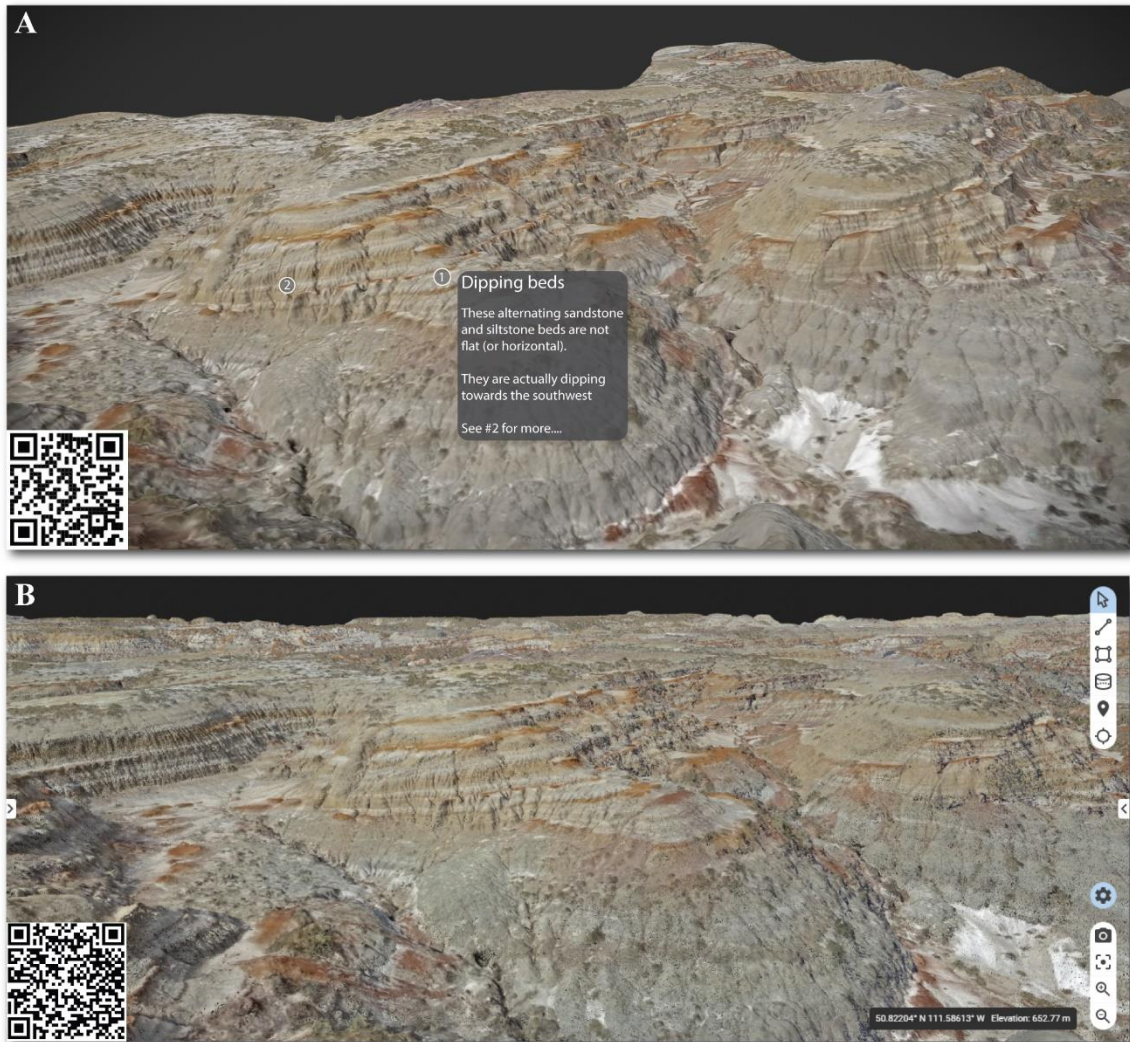 A
2
1
Dipping beds
These alternating sandstone
and siltstone beds are not
flat (or horizontal).
They are actually dipping
towards the southwest
See #2 for more....
B
50.82204° N 111.58613° W Elevation: 652.77 m